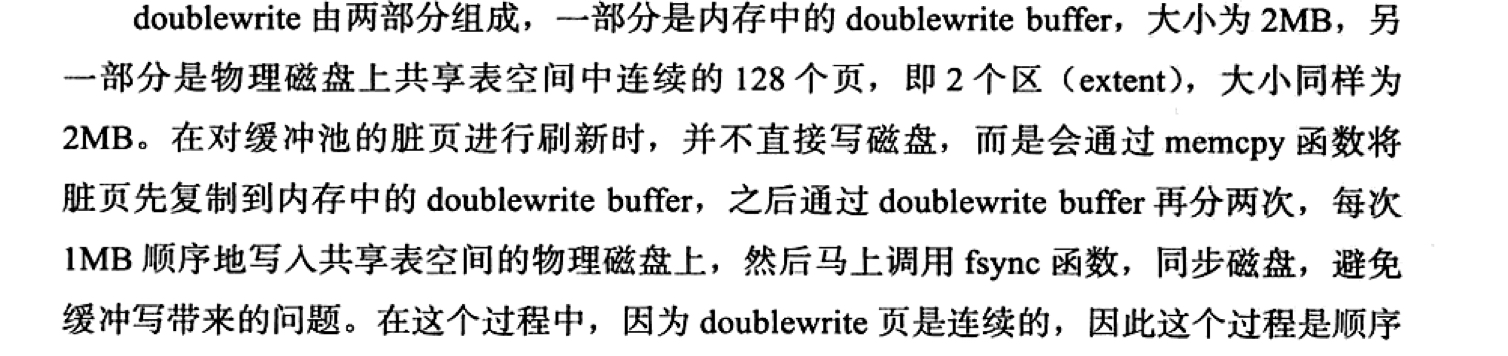 doublewrite 由两部分组成，一部分是内存中的 doublewrite buffer，大小为 2MB，另
一部分是物理磁盘上共享表空间中连续的 128 个页，即 2 个区（extent），大小同样为
2MB。在对缓冲池的脏页进行刷新时，并不直接写磁盘，而是会通过 memcpy 函数将
脏页先复制到内存中的 doublewrite buffer，之后通过 doublewrite buffer 再分两次，每次
1MB 顺序地写入共享表空间的物理磁盘上，然后马上调用 fsync 函数，同步磁盘，避免
缓冲写带来的问题。在这个过程中，因为 doublewrite 页是连续的，因此这个过程是顺序